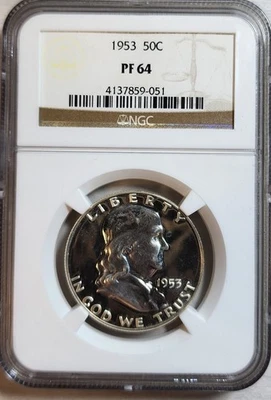 1953 50C
PF 64
4137859-051
NGC
LIBERTY
1953
IN GOD WE TRUST